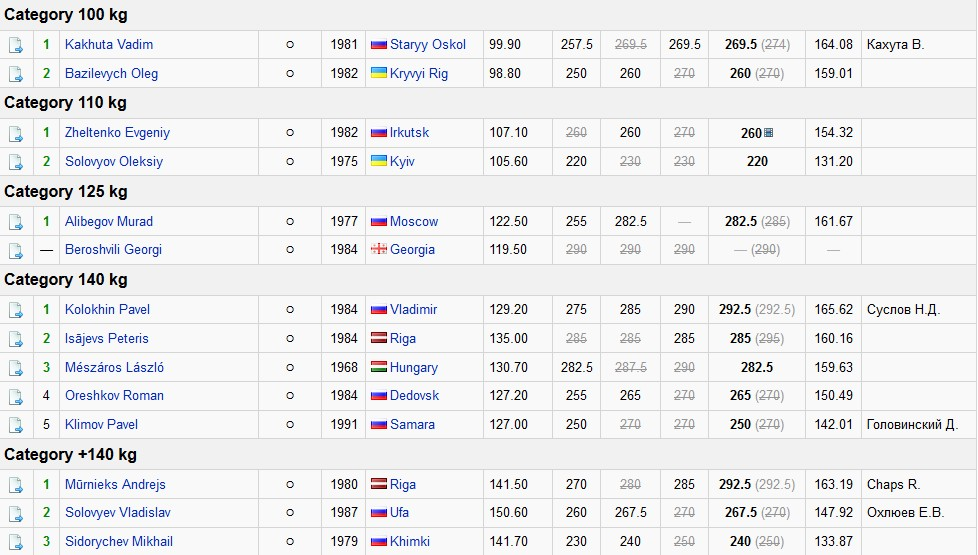 Category 100 kg
1 Kakhuta Vadim 1981 Staryy Oskol 99.90 257.5 269.5 269.5 269.5 (274) 164.08 Кахута В.
2 Bazilevych Oleg 1982 Kryvyi Rig 98.80 250 260 270 260 (270) 159.01
Category 110 kg
1 Zheltenko Evgeniy 1982 Irkutsk 107.10 260 260 270 260 154.32
2 Solovyov Oleksiy 1975 Kyiv 105.60 220 230 230 220 131.20
Category 125 kg
1 Alibegov Murad 1977 Moscow 122.50 255 282.5 — 282.5 (285) 161.67
— Beroshvili Georgi 1984 Georgia 119.50 290 290 290 — (290) —
Category 140 kg
1 Kolokhin Pavel 1984 Vladimir 129.20 275 285 290 292.5 (292.5) 165.62 Суслов Н.Д.
2 Isājevs Peteris 1984 Riga 135.00 285 285 285 285 (295) 160.16
3 Mészáros László 1968 Hungary 130.70 282.5 287.5 290 282.5 159.63
4 Oreshkov Roman 1984 Dedovsk 127.20 255 265 270 265 (270) 150.49
5 Klimov Pavel 1991 Samara 127.00 250 270 270 250 (270) 142.01 Головинский Д.
Category +140 kg
1 Mūrnieks Andrejs 1980 Riga 141.50 270 280 285 292.5 (292.5) 163.19 Chaps R.
2 Solovyev Vladislav 1987 Ufa 150.60 260 267.5 270 267.5 (270) 147.92 Охлюев Е.В.
3 Sidorychev Mikhail 1979 Khimki 141.70 230 240 250 240 (250) 133.87